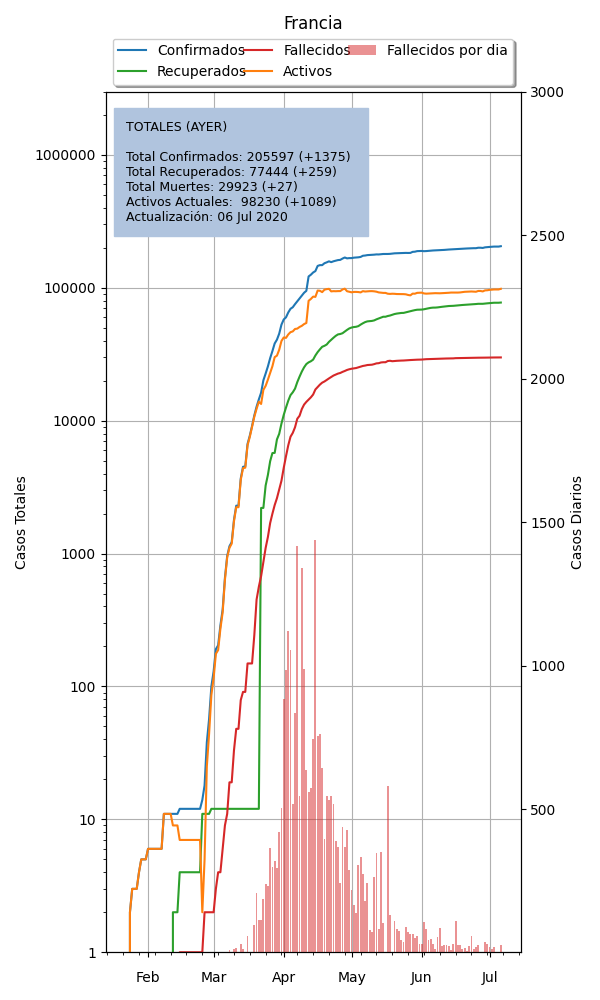 Francia
Confirmados
Fallecidos
Fallecidos por dia
Recuperados
Activos
TOTALES (AYER)
Total Confirmados: 205597 (+1375)
Total Recuperados: 77444 (+259)
Total Muertes: 29923 (+27)
Activos Actuales:  98230 (+1089)
Actualización: 06 Jul 2020
1000000
100000
10000
1000
100
10
1
Casos Totales
3000
2500
2000
1500
1000
500
Casos Diarios
Feb
Mar
Apr
May
Jun
Jul